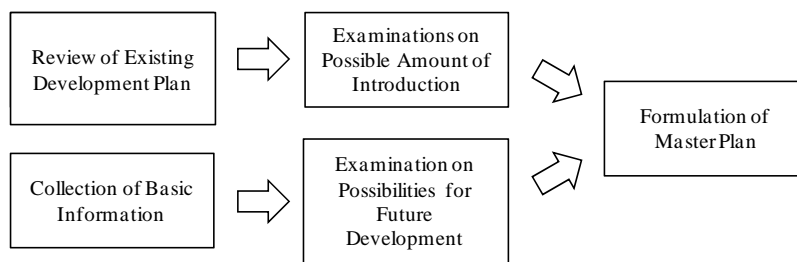 Review of Existing
Development Plan
Examinations on
Possible Amount of
Introduction
Collection of Basic
Information
Examination on
Possibilities for
Future
Development
Formulation of
Master Plan